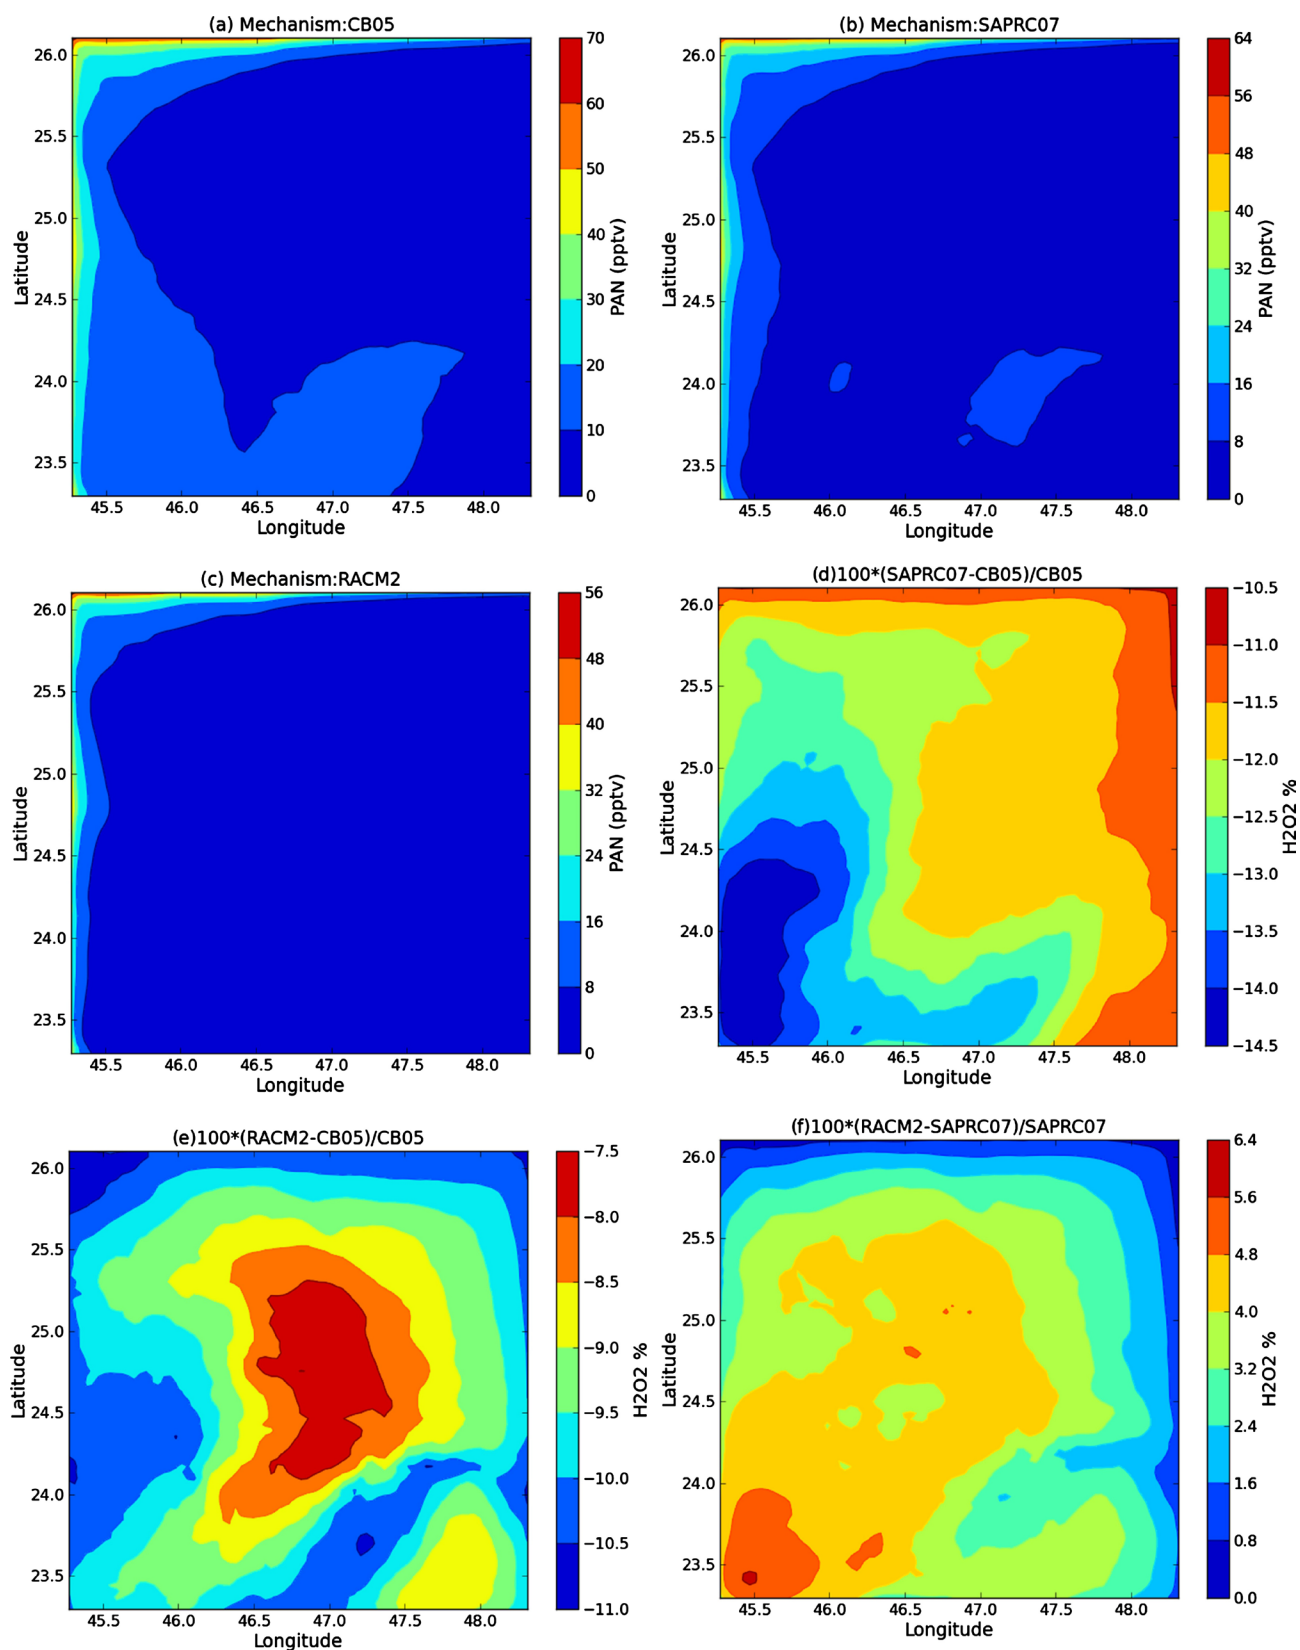 (a) Mechanism:CB05
26.0
25.5
25.0
24.5
24.0
23.5
Latitude
45.5 46.0 46.5 47.0 47.5 48.0
Longitude
70
60
50
40
30
20
10
0
PAN (pptv)
(b) Mechanism:SAPRC07
26.0
25.5
25.0
24.5
24.0
23.5
Latitude
45.5 46.0 46.5 47.0 47.5 48.0
Longitude
64
56
48
40
32
24
16
8
0
PAN (pptv)
(c) Mechanism:RACM2
26.0
25.5
25.0
24.5
24.0
23.5
Latitude
45.5 46.0 46.5 47.0 47.5 48.0
Longitude
56
48
40
32
24
16
8
0
PAN (pptv)
(d)100*(SAPRC07-CB05)/CB05
26.0
25.5
25.0
24.5
24.0
23.5
Latitude
45.5 46.0 46.5 47.0 47.5 48.0
Longitude
−10.5
−11.0
−11.5
−12.0
−12.5
−13.0
−13.5
−14.0
−14.5
H2O2 %
(e)100*(RACM2-CB05)/CB05
26.0
25.5
25.0
24.5
24.0
23.5
Latitude
45.5 46.0 46.5 47.0 47.5 48.0
Longitude
−7.5
−8.0
−8.5
−9.0
−9.5
−10.0
−10.5
−11.0
H2O2 %
(f)100*(RACM2-SAPRC07)/SAPRC07
26.0
25.5
25.0
24.5
24.0
23.5
Latitude
45.5 46.0 46.5 47.0 47.5 48.0
Longitude
6.4
5.6
4.8
4.0
3.2
2.4
1.6
0.8
0.0
H2O2 %